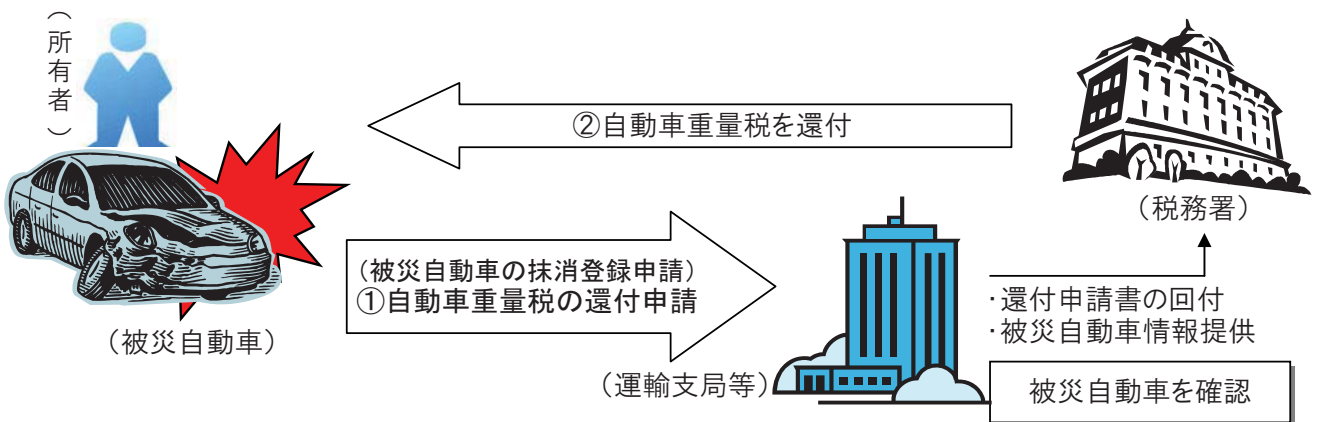 （所有者）
②自動車重量税を還付
（税務署）
（被災自動車の抹消登録申請）
①自動車重量税の還付申請
（被災自動車）
・還付申請書の回付
・被災自動車情報提供
（運輸支局等）
被災自動車を確認